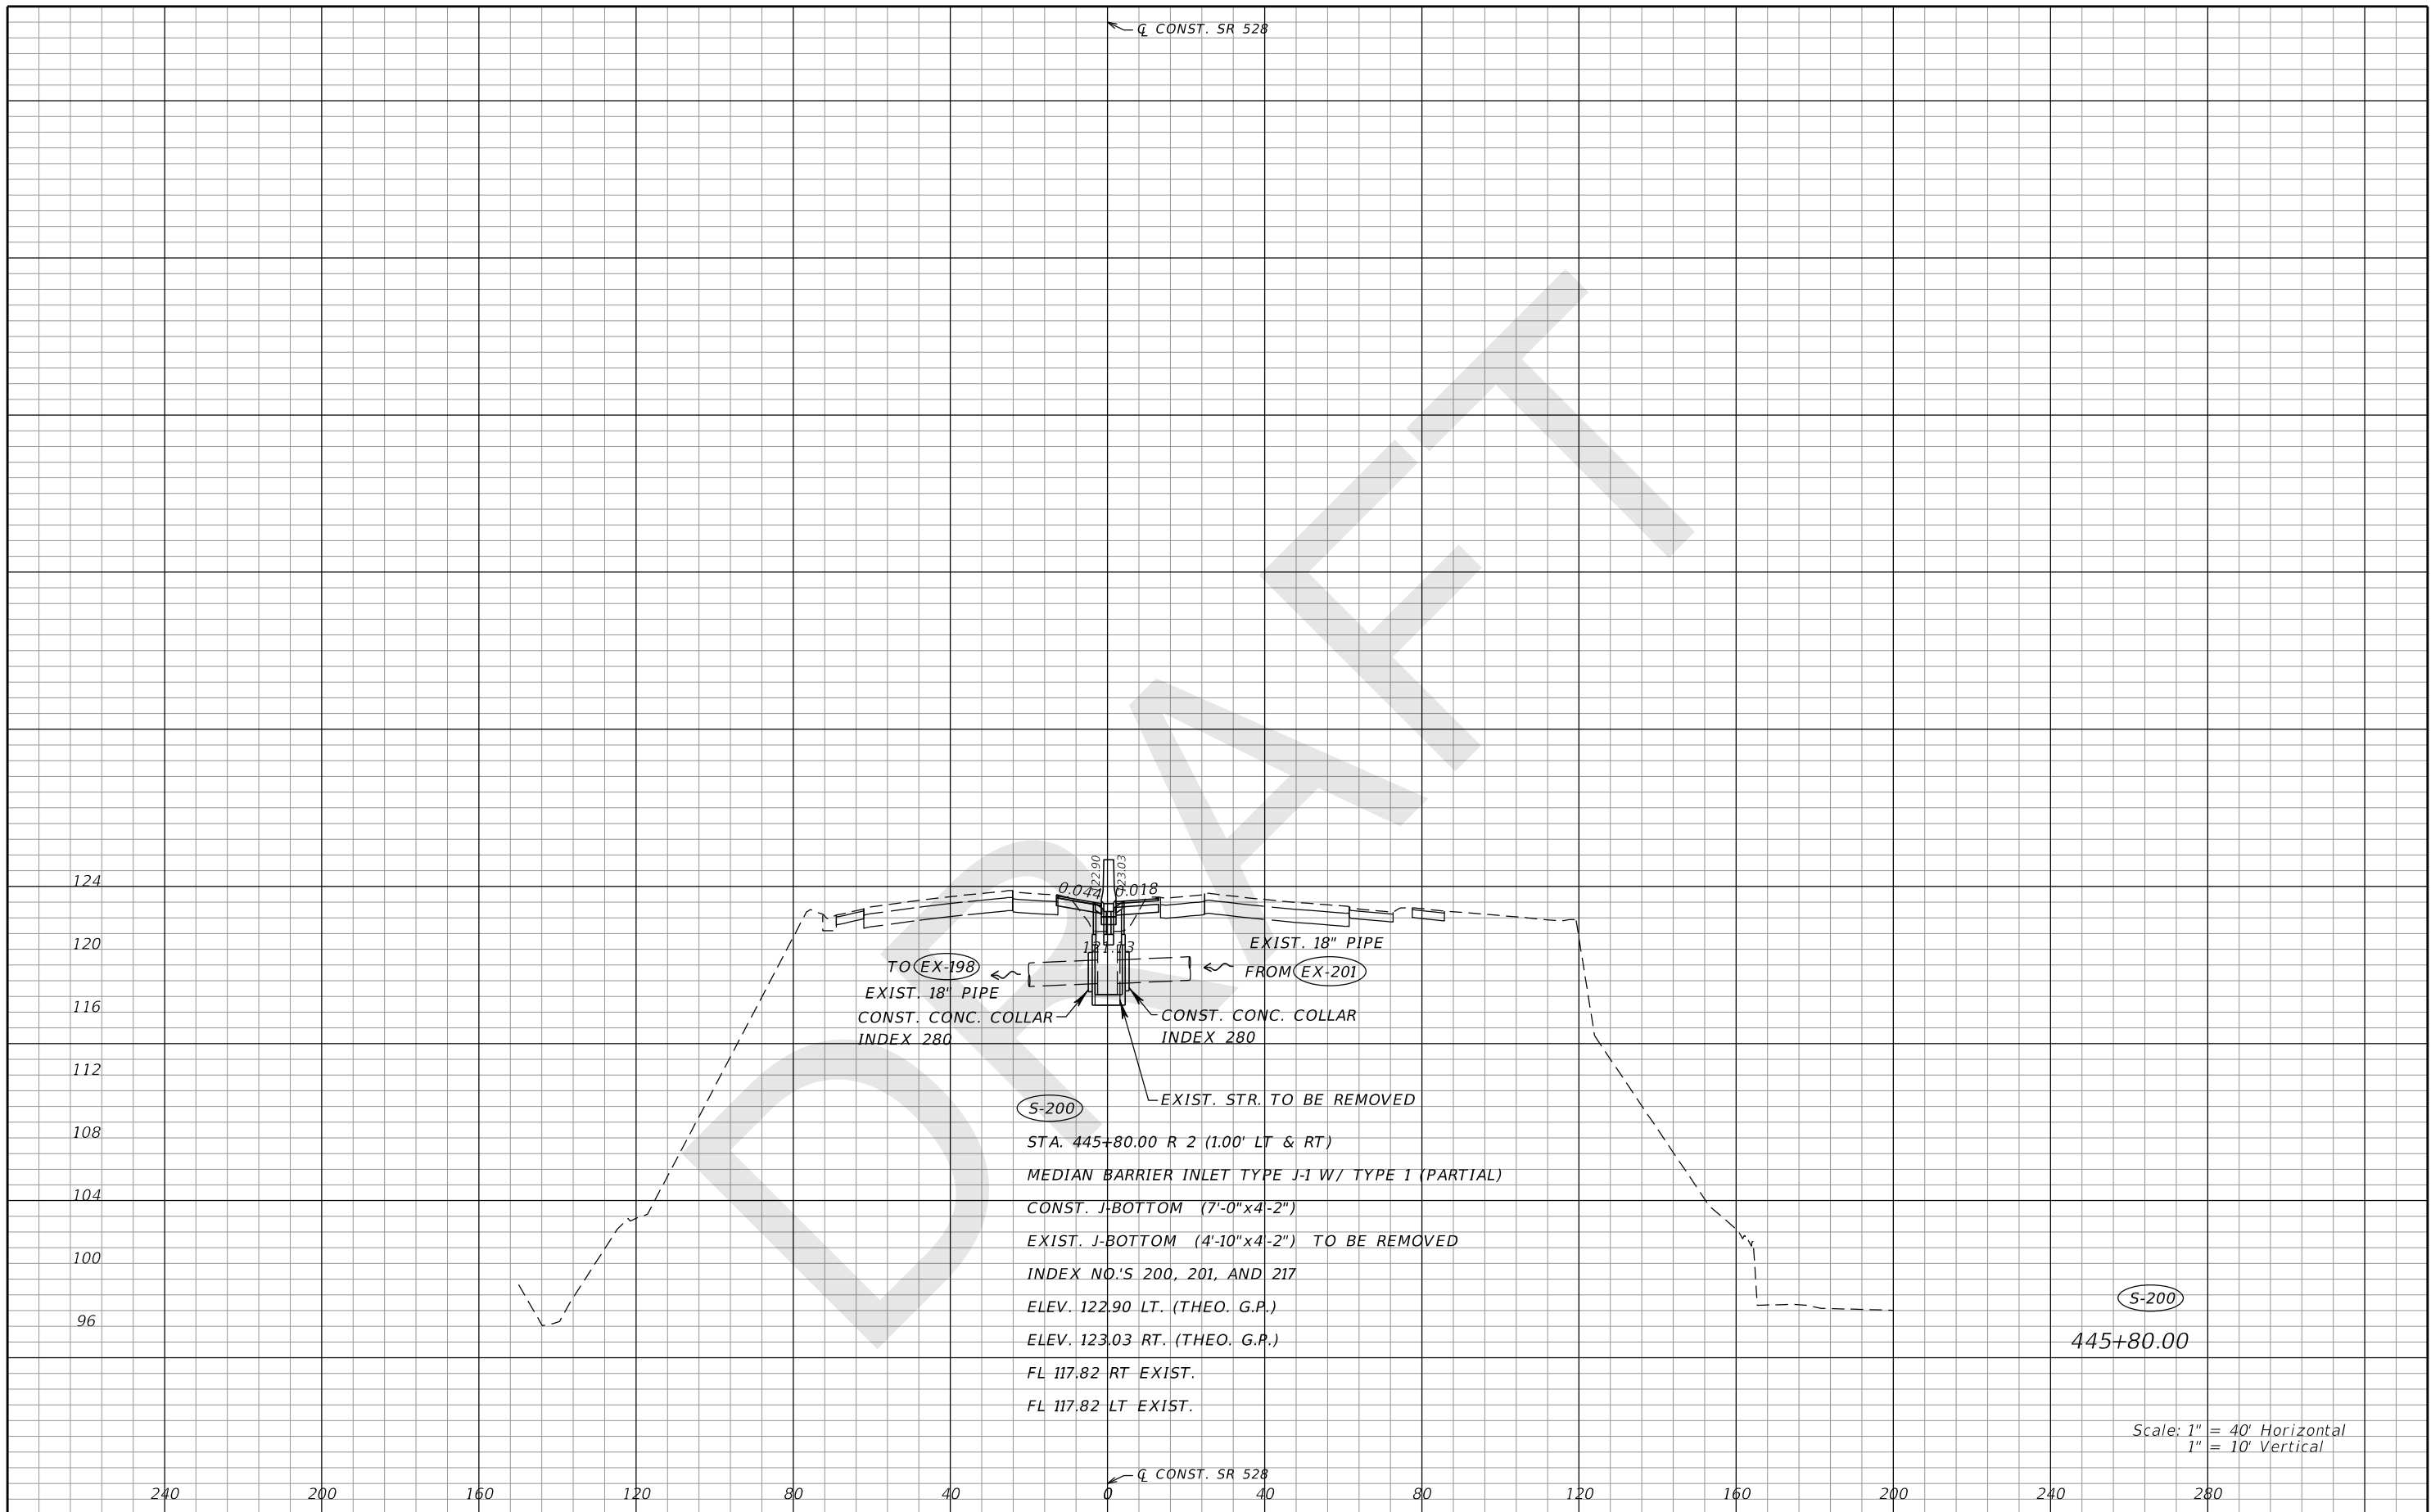 ℄ CONST. SR 528
DRAFT
124
120
116
112
108
104
100
96
122.90
123.03
0.044
0.018
121.13
EXIST. 18" PIPE
TO EX-198
FROM EX-201
EXIST. 18" PIPE
CONST. CONC. COLLAR
INDEX 280
CONST. CONC. COLLAR
INDEX 280
EXIST. STR. TO BE REMOVED
S-200
STA. 445+80.00 R 2 (1.00' LT & RT)
MEDIAN BARRIER INLET TYPE J-1 W/ TYPE 1 (PARTIAL)
CONST. J-BOTTOM (7'-0"x4'-2")
EXIST. J-BOTTOM (4'-10"x4'-2") TO BE REMOVED
INDEX NO.'S 200, 201, AND 217
ELEV. 122.90 LT. (THEO. G.P.)
ELEV. 123.03 RT. (THEO. G.P.)
FL 117.82 RT EXIST.
FL 117.82 LT EXIST.
S-200
445+80.00
Scale: 1" = 40' Horizontal
1" = 10' Vertical
℄ CONST. SR 528
240 200 160 120 80 40 0 40 80 120 160 200 240 280